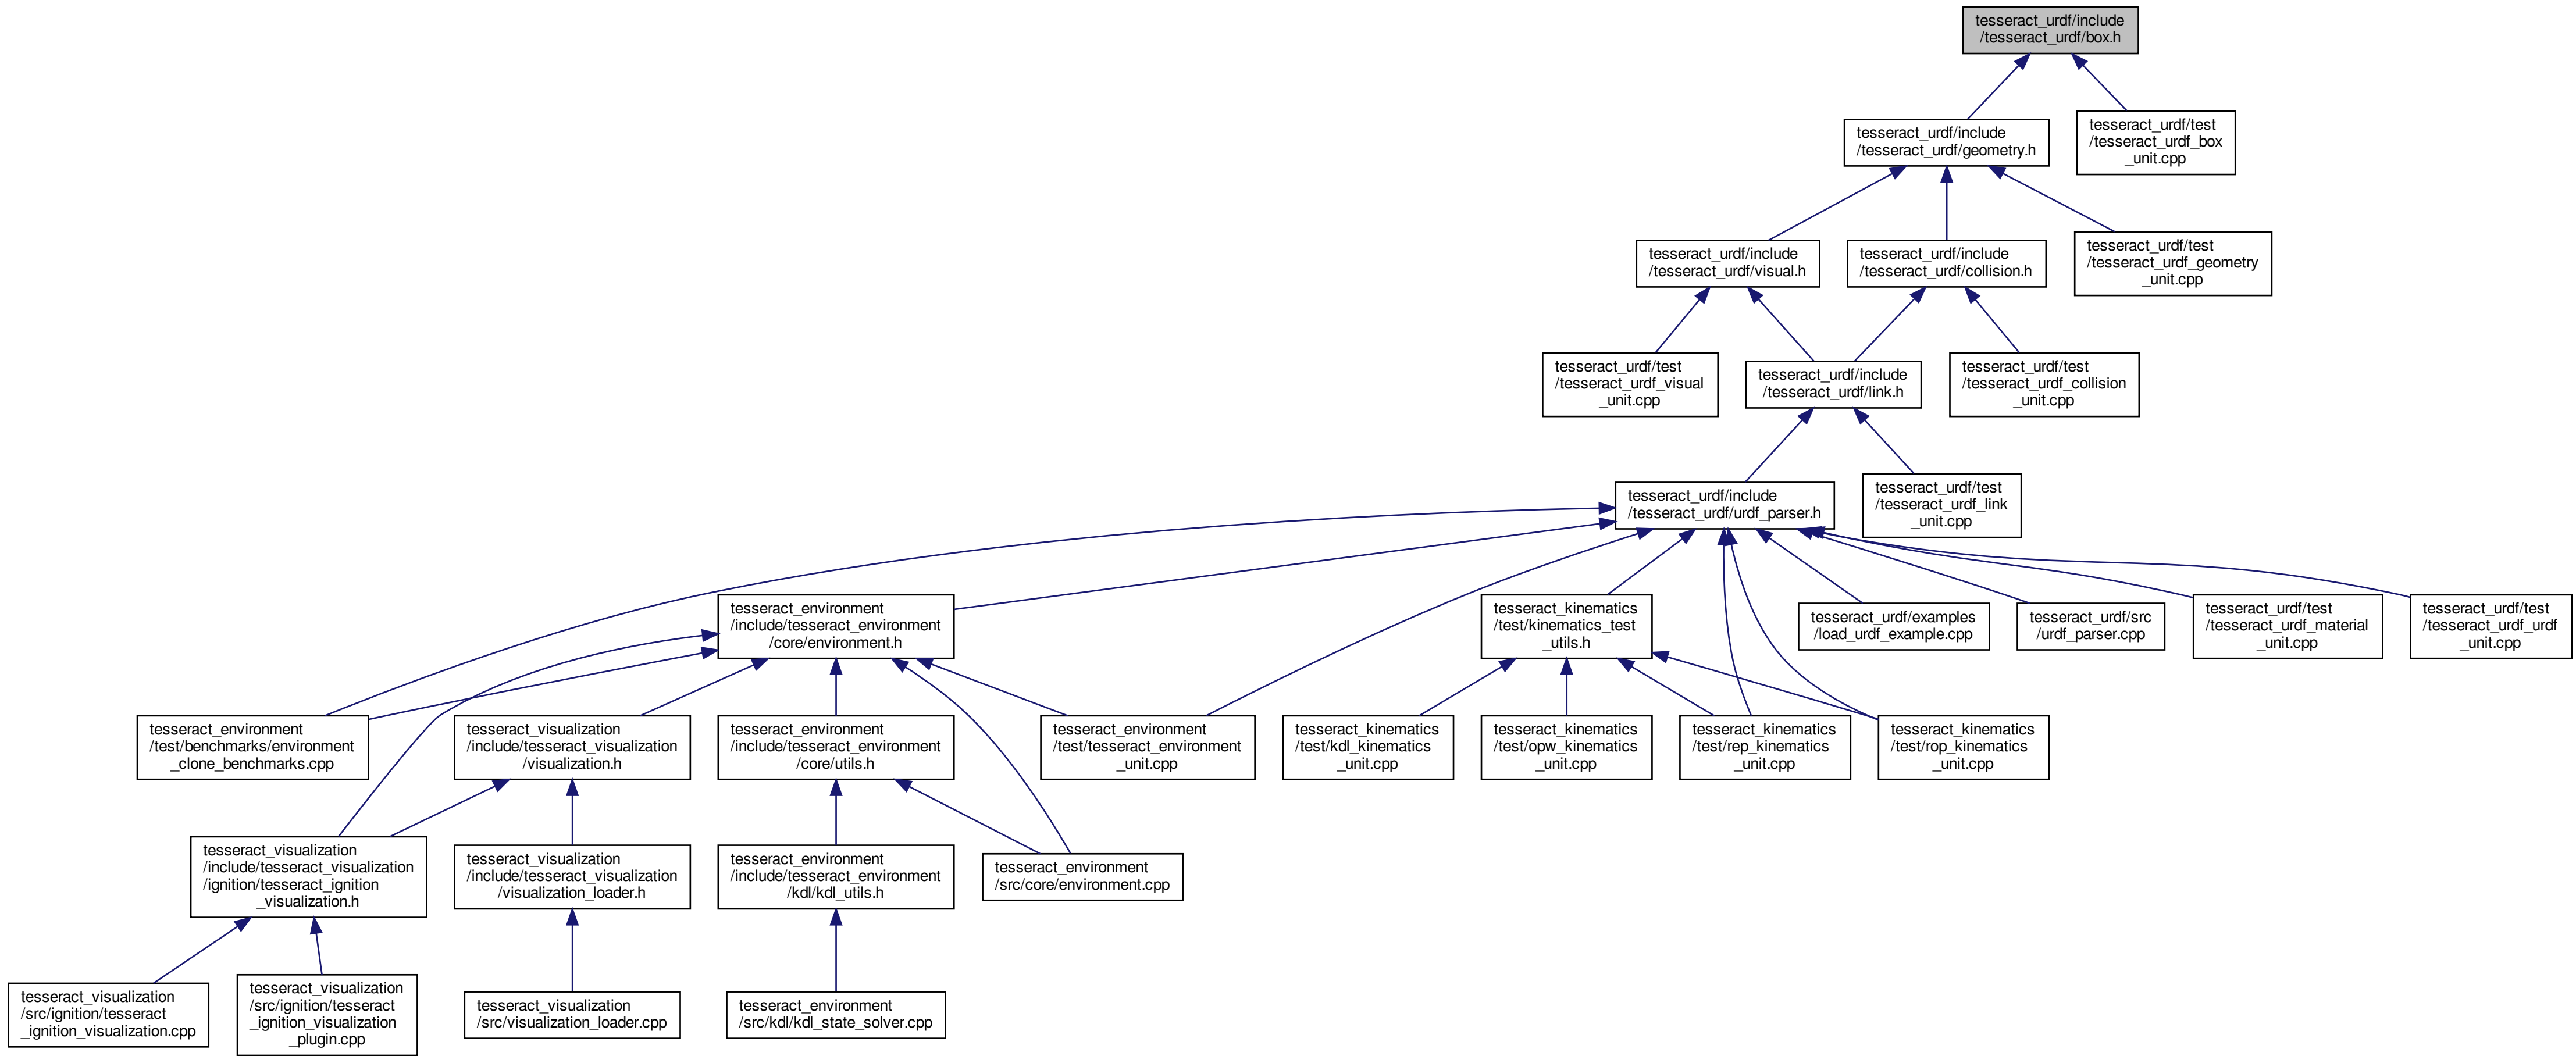 tesseract_urdf/include
/tesseract_urdf/box.h
tesseract_urdf/include
/tesseract_urdf/geometry.h
tesseract_urdf/test
/tesseract_urdf_box
_unit.cpp
tesseract_urdf/include
/tesseract_urdf/visual.h
tesseract_urdf/include
/tesseract_urdf/collision.h
tesseract_urdf/test
/tesseract_urdf_geometry
_unit.cpp
tesseract_urdf/test
/tesseract_urdf_visual
_unit.cpp
tesseract_urdf/include
/tesseract_urdf/link.h
tesseract_urdf/test
/tesseract_urdf_collision
_unit.cpp
tesseract_urdf/include
/tesseract_urdf/urdf_parser.h
tesseract_urdf/test
/tesseract_urdf_link
_unit.cpp
tesseract_environment
/include/tesseract_environment
/core/environment.h
tesseract_kinematics
/test/kinematics_test
_utils.h
tesseract_urdf/examples
/load_urdf_example.cpp
tesseract_urdf/src
/urdf_parser.cpp
tesseract_urdf/test
/tesseract_urdf_material
_unit.cpp
tesseract_urdf/test
/tesseract_urdf_urdf
_unit.cpp
tesseract_environment
/test/benchmarks/environment
_clone_benchmarks.cpp
tesseract_visualization
/include/tesseract_visualization
/visualization.h
tesseract_environment
/include/tesseract_environment
/core/utils.h
tesseract_environment
/test/tesseract_environment
_unit.cpp
tesseract_kinematics
/test/kdl_kinematics
_unit.cpp
tesseract_kinematics
/test/opw_kinematics
_unit.cpp
tesseract_kinematics
/test/rep_kinematics
_unit.cpp
tesseract_kinematics
/test/rop_kinematics
_unit.cpp
tesseract_visualization
/include/tesseract_visualization
/ignition/tesseract_ignition
_visualization.h
tesseract_visualization
/include/tesseract_visualization
/visualization_loader.h
tesseract_environment
/include/tesseract_environment
/kdl/kdl_utils.h
tesseract_environment
/src/core/environment.cpp
tesseract_visualization
/src/ignition/tesseract
_ignition_visualization.cpp
tesseract_visualization
/src/ignition/tesseract
_ignition_visualization
_plugin.cpp
tesseract_visualization
/src/visualization_loader.cpp
tesseract_environment
/src/kdl/kdl_state_solver.cpp